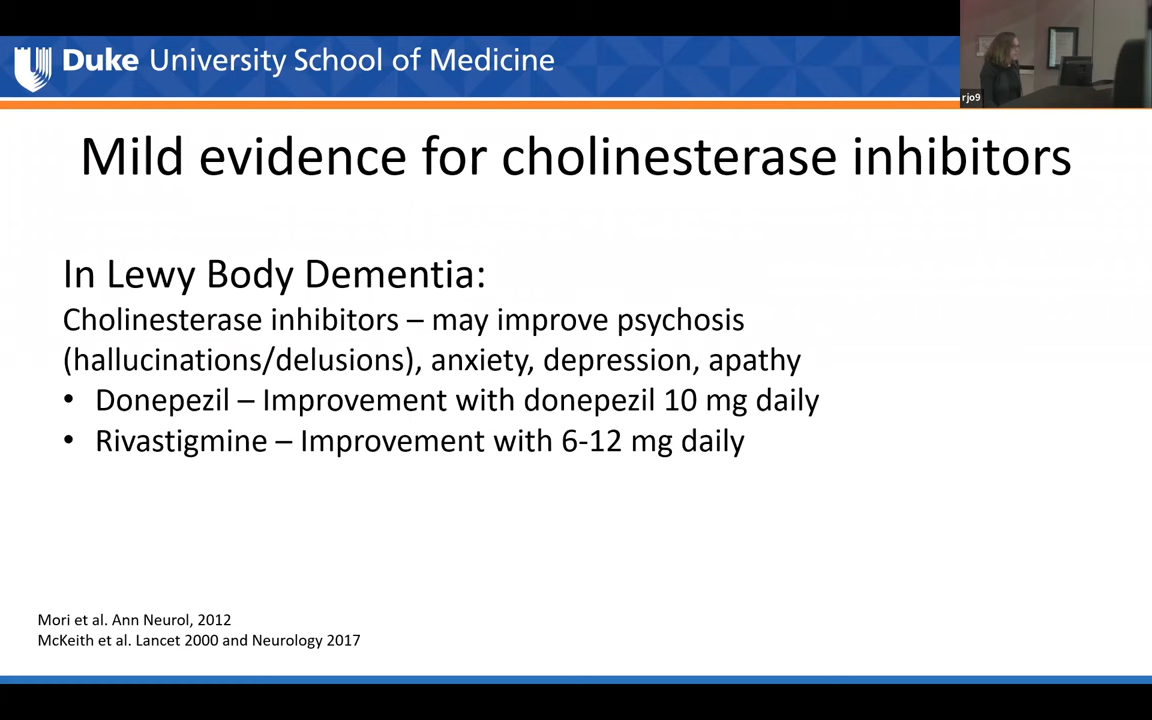 Duke University School of Medicine
rjo9
Mild evidence for cholinesterase inhibitors
In Lewy Body Dementia:
Cholinesterase inhibitors – may improve psychosis
(hallucinations/delusions), anxiety, depression, apathy
• Donepezil – Improvement with donepezil 10 mg daily
• Rivastigmine – Improvement with 6-12 mg daily
Mori et al. Ann Neurol, 2012
McKeith et al. Lancet 2000 and Neurology 2017